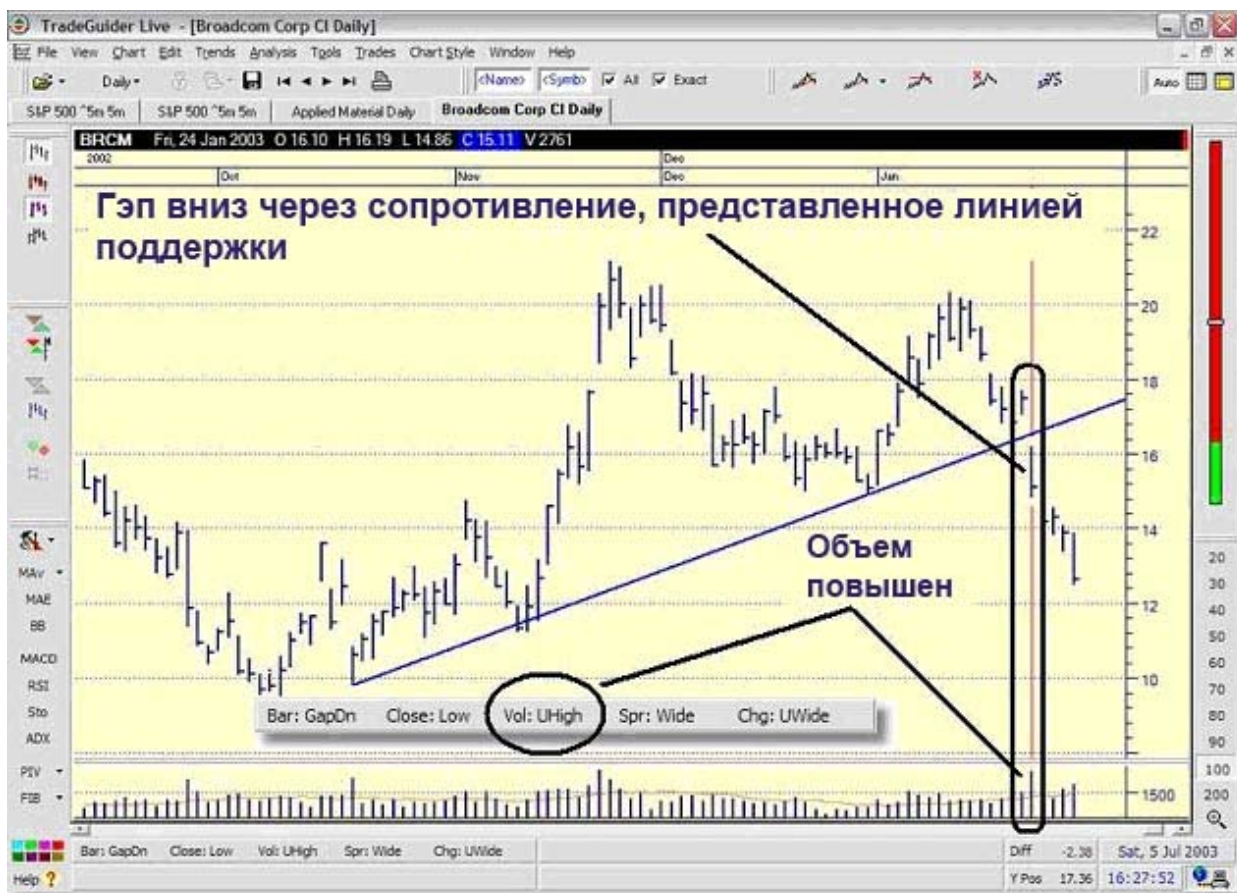 TradeGuider Live - [Broadcom Corp CI Daily]
File View Chart Edit Trends Analysis Tools Trades Chart Style Window Help
Daily <Name> <Symb> All Exact Auto
S&P 500 ^5m 5m S&P 500 ^5m 5m Applied Material Daily Broadcom Corp CI Daily
BRCM Fri, 24 Jan 2003 O 16.10 H 16.19 L 14.86 C 15.11 V 2761
2002 Dec
Oct Nov Dec Jan
Гэп вниз через сопротивление, представленное линией
поддержки
22
20
18
16
14
12
10
Объем
повышен
Bar: GapDn Close: Low Vol: UHigh Spr: Wide Chg: UWide
1500
MAv
MAE
BB
MACD
RSI
Sto
ADX
PIV
FIB
20
30
40
50
60
70
80
90
100
200
Bar: GapDn Close: Low Vol: UHigh Spr: Wide Chg: UWide Diff -2.38 Sat, 5 Jul 2003
Help ? Y Pos 17.36 16:27:52